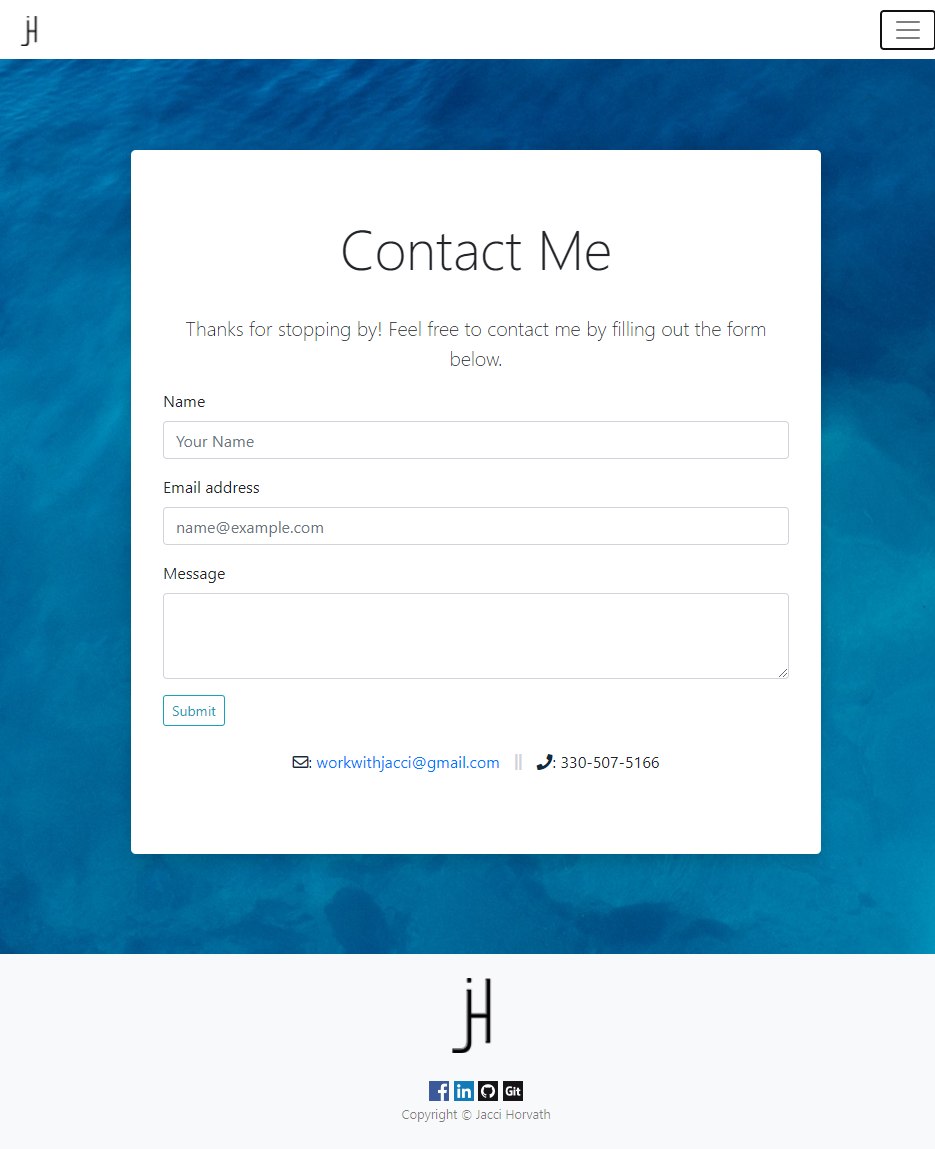 jH
Contact Me
Thanks for stopping by! Feel free to contact me by filling out the form
below.
Name
Your Name
Email address
name@example.com
Message
Submit
: workwithjacci@gmail.com || : 330-507-5166
jH
f in Git
Copyright © Jacci Horvath